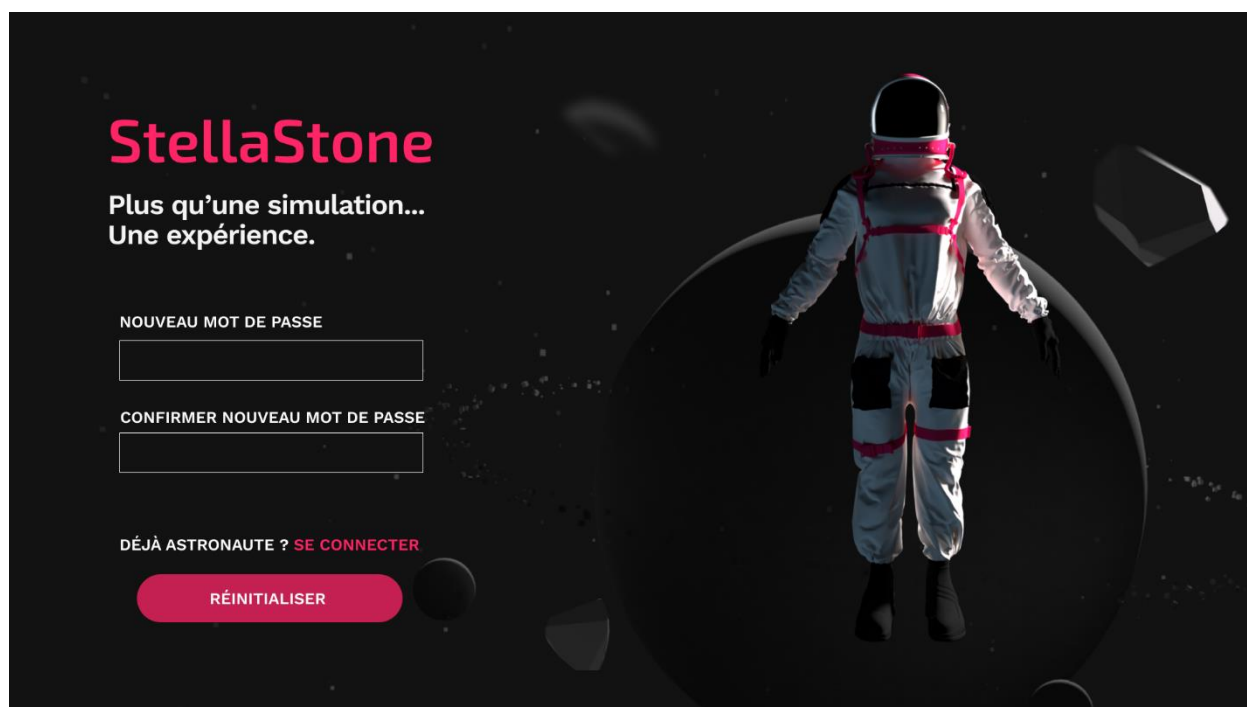 StellaStone
Plus qu’une simulation...
Une expérience.
NOUVEAU MOT DE PASSE
CONFIRMER NOUVEAU MOT DE PASSE
DÉJÀ ASTRONAUTE ? SE CONNECTER
RÉINITIALISER